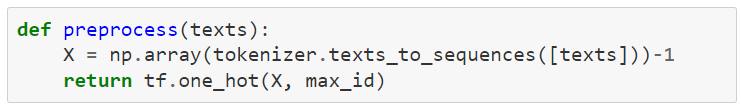 def preprocess(texts):
    X = np.array(tokenizer.texts_to_sequences([texts]))-1
    return tf.one_hot(X, max_id)